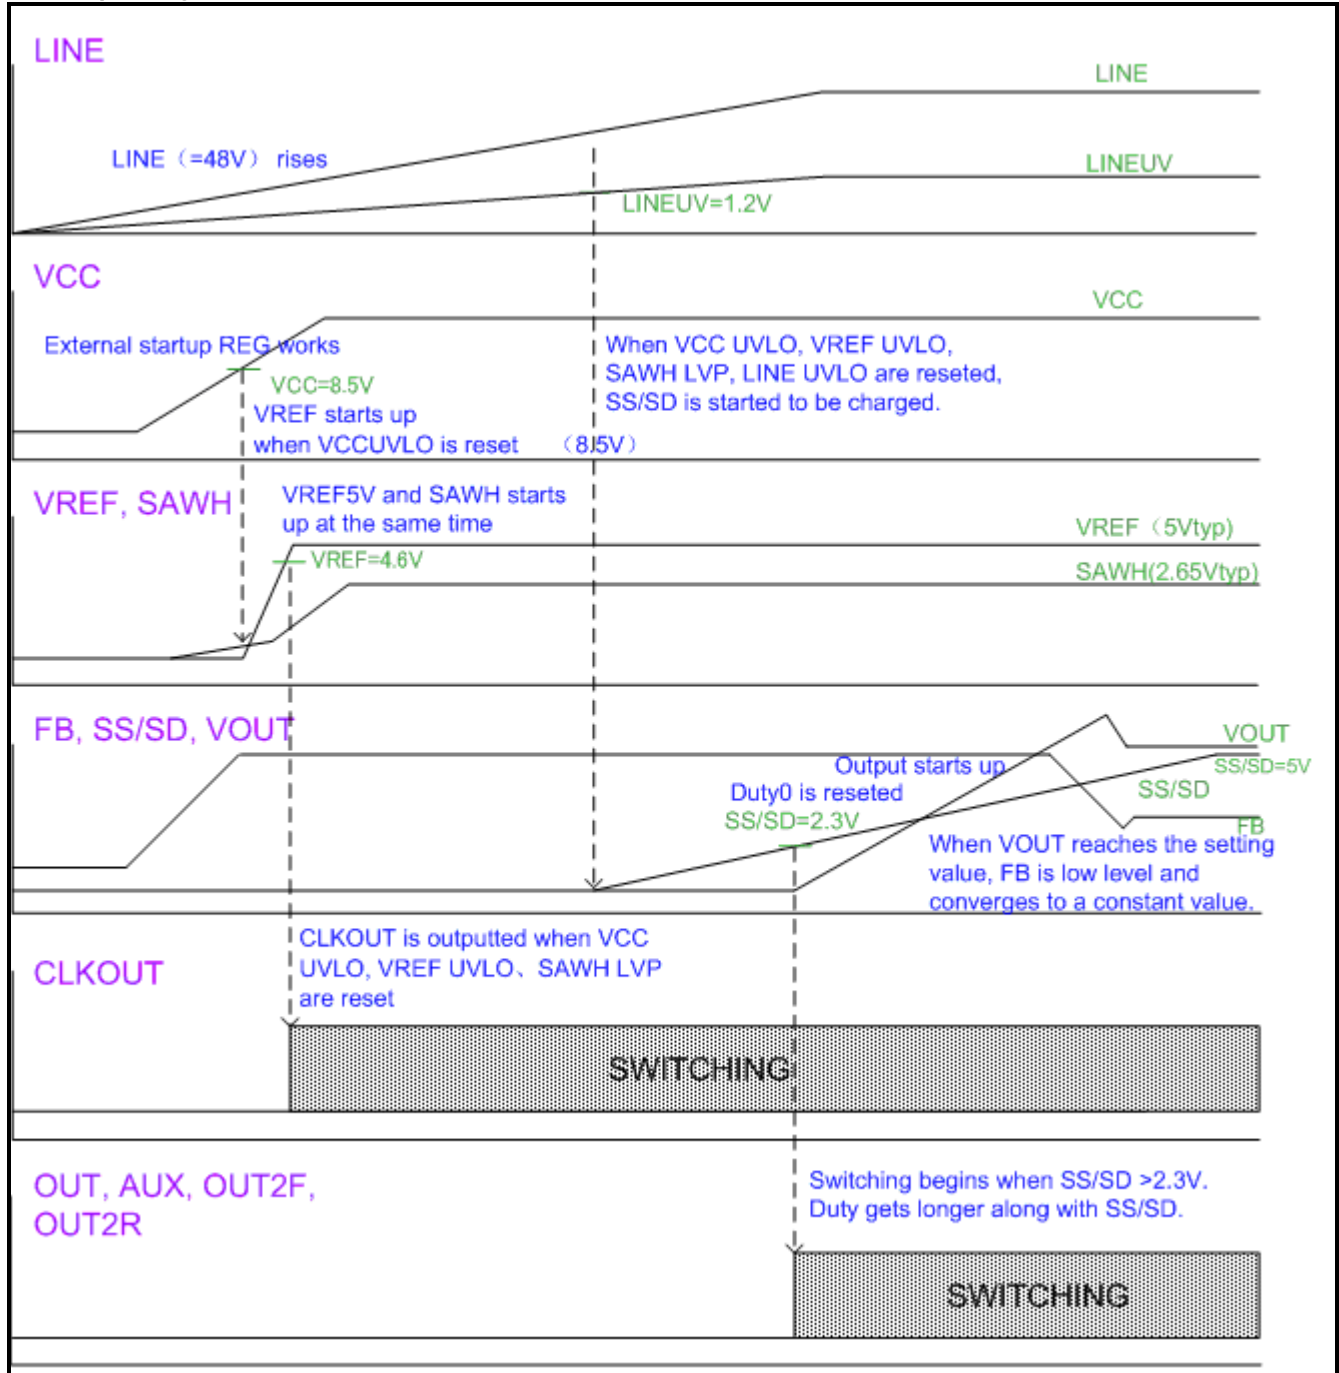 LINE
LINE
LINE（=48V） rises
LINEUV
LINEUV=1.2V
VCC
VCC
External startup REG works
When VCC UVLO, VREF UVLO,
SAWH LVP, LINE UVLO are reseted,
SS/SD is started to be charged.
VCC=8.5V
VREF starts up
when VCCUVLO is reset （8.5V）
VREF, SAWH
VREF5V and SAWH starts
up at the same time
VREF（5Vtyp)
VREF=4.6V
SAWH(2.65Vtyp)
FB, SS/SD, VOUT
VOUT
Output starts up
SS/SD=5V
Duty0 is reseted
SS/SD
SS/SD=2.3V
FB
When VOUT reaches the setting
value, FB is low level and
converges to a constant value.
CLKOUT
CLKOUT is outputted when VCC
UVLO, VREF UVLO、SAWH LVP
are reset
SWITCHING
OUT, AUX, OUT2F,
OUT2R
Switching begins when SS/SD >2.3V.
Duty gets longer along with SS/SD.
SWITCHING